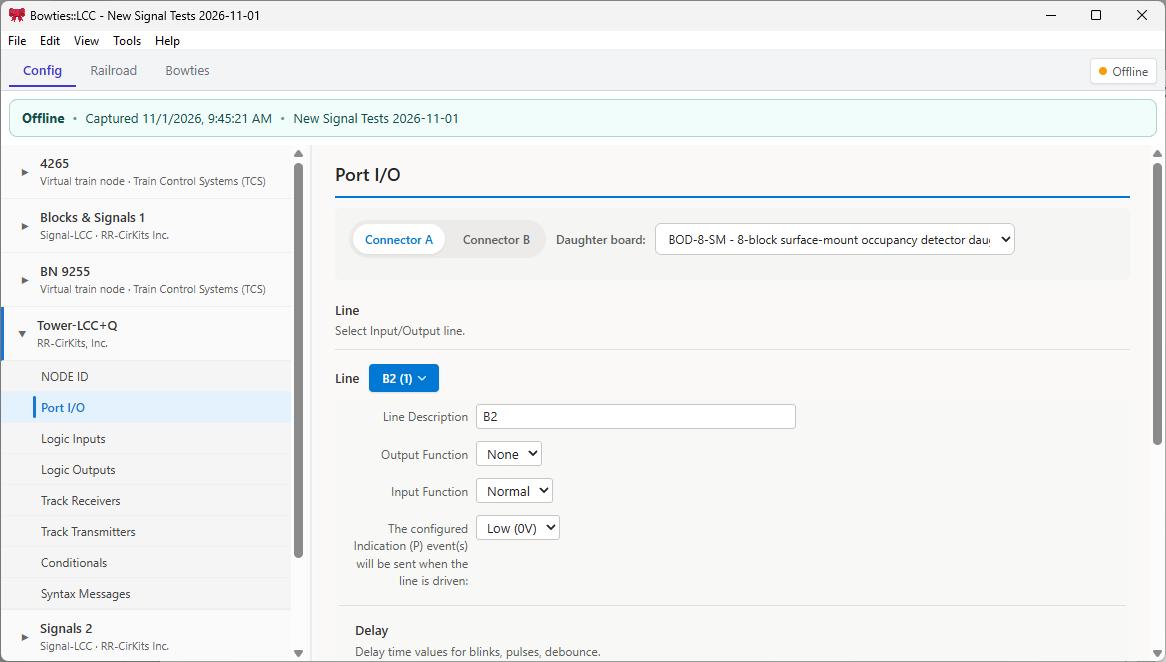 Bowties::LCC - New Signal Tests 2026-11-01
File Edit View Tools Help
Config Railroad Bowties
Offline
Offline • Captured 11/1/2026, 9:45:21 AM • New Signal Tests 2026-11-01
4265
Virtual train node · Train Control Systems (TCS)
Blocks & Signals 1
Signal-LCC · RR-CirKits Inc.
BN 9255
Virtual train node · Train Control Systems (TCS)
Tower-LCC+Q
RR-CirKits, Inc.
NODE ID
Port I/O
Logic Inputs
Logic Outputs
Track Receivers
Track Transmitters
Conditionals
Syntax Messages
Signals 2
Signal-LCC · RR-CirKits Inc.
Port I/O
Connector A Connector B Daughter board: BOD-8-SM - 8-block surface-mount occupancy detector dau
Line
Select Input/Output line.
Line B2 (1)
Line Description B2
Output Function None
Input Function Normal
The configured Low (0V)
Indication (P) event(s)
will be sent when the
line is driven:
Delay
Delay time values for blinks, pulses, debounce.